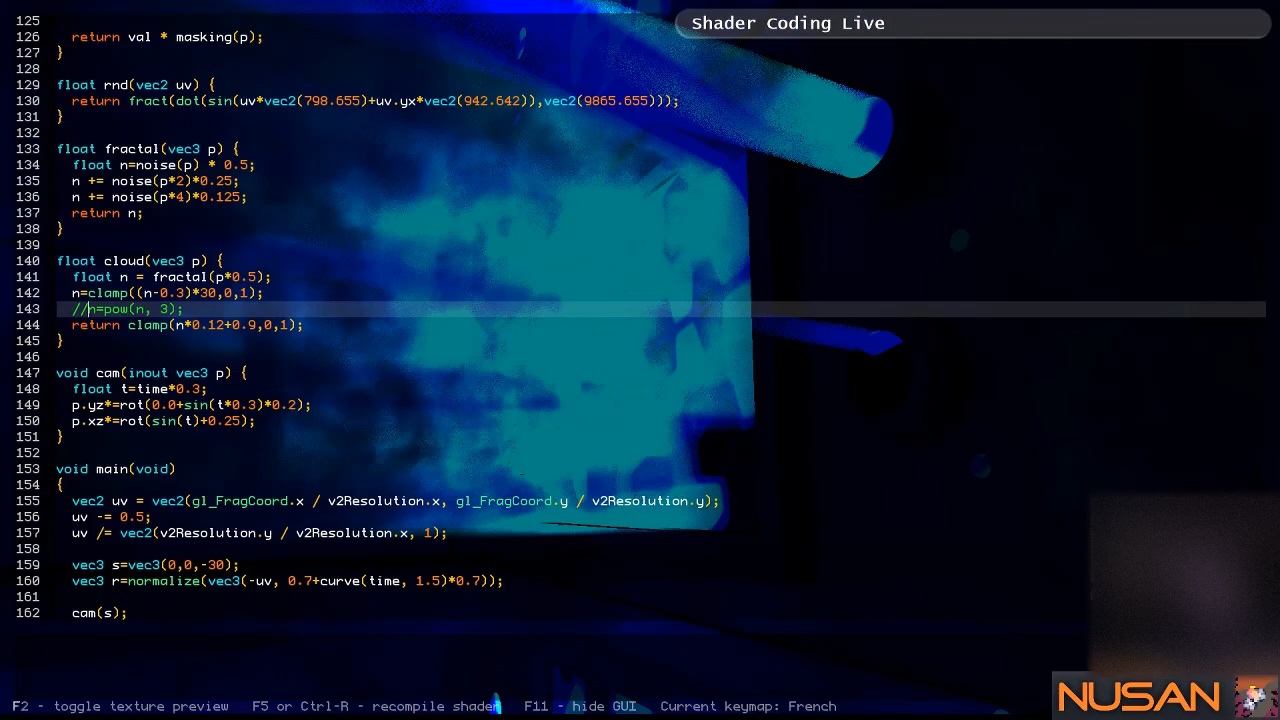 Shader Coding Live
125
126 return val * masking(p);
127 }
128
129 float rnd(vec2 uv) {
130 return fract(dot(sin(uv*vec2(798.655)+uv.yx*vec2(942.642)),vec2(9865.655)));
131 }
132
133 float fractal(vec3 p) {
134 float n=noise(p) * 0.5;
135 n += noise(p*2)*0.25;
136 n += noise(p*4)*0.125;
137 return n;
138 }
139
140 float cloud(vec3 p) {
141 float n = fractal(p*0.5);
142 n=clamp((n-0.3)*30,0,1);
143 //n=pow(n, 3);
144 return clamp(n*0.12+0.9,0,1);
145 }
146
147 void cam(inout vec3 p) {
148 float t=time*0.3;
149 p.yz*=rot(0.0+sin(t*0.3)*0.2);
150 p.xz*=rot(sin(t)+0.25);
151 }
152
153 void main(void)
154 {
155 vec2 uv = vec2(gl_FragCoord.x / v2Resolution.x, gl_FragCoord.y / v2Resolution.y);
156 uv -= 0.5;
157 uv /= vec2(v2Resolution.y / v2Resolution.x, 1);
158
159 vec3 s=vec3(0,0,-30);
160 vec3 r=normalize(vec3(-uv, 0.7+curve(time, 1.5)*0.7));
161
162 cam(s);
F2 - toggle texture preview F5 or Ctrl-R - recompile shader F11 - hide GUI Current keymap: French
NUSAN